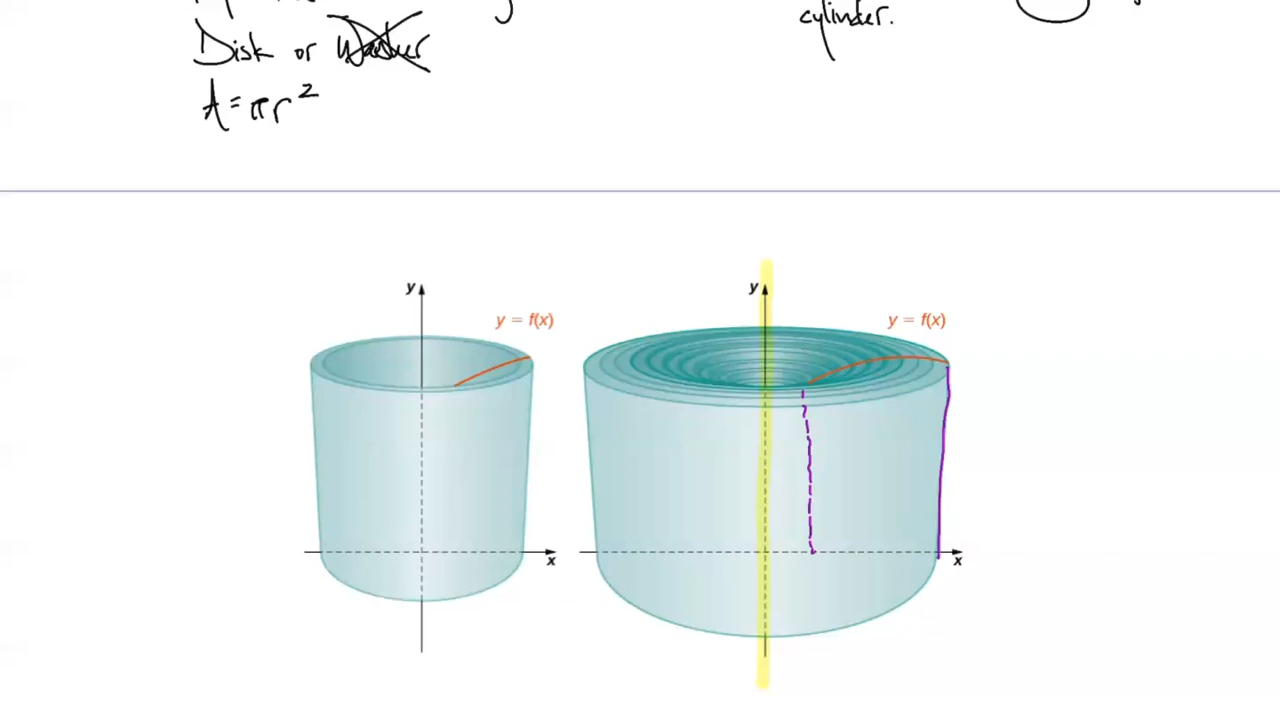 cylinder.
Disk or Washer
A = πr²
y
y = f(x)
x
y
y = f(x)
x